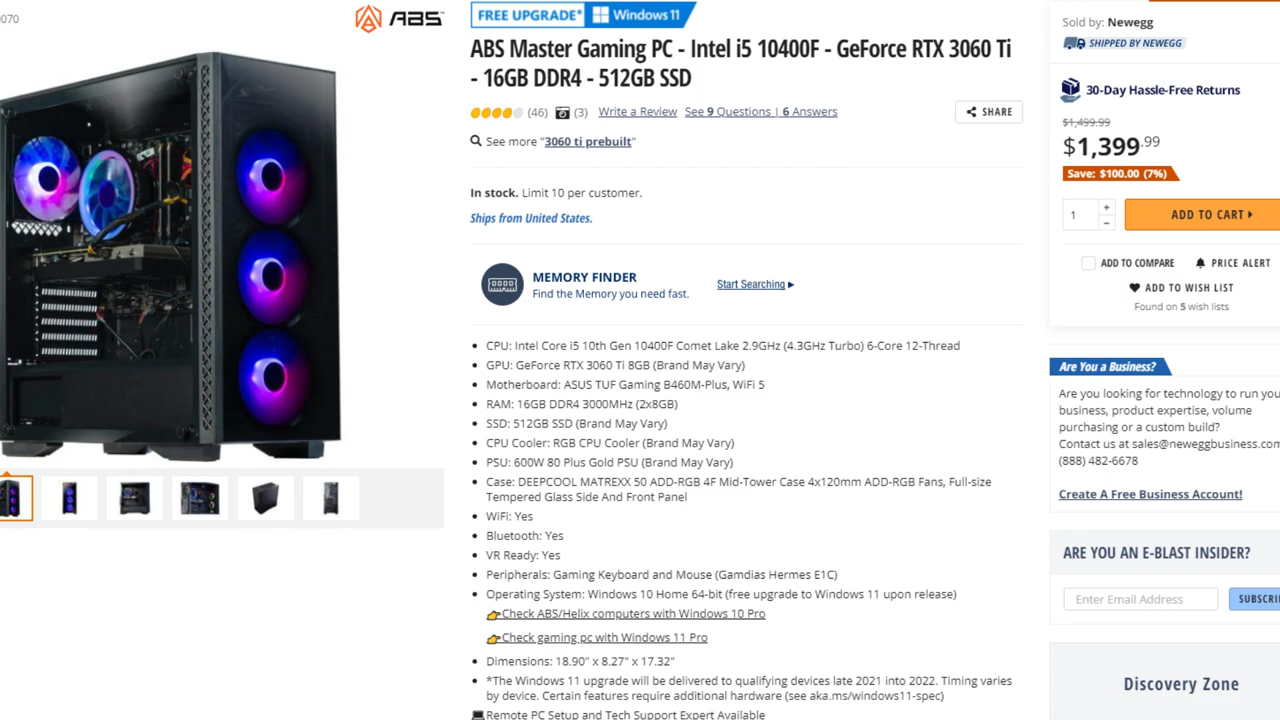 0070
ABS
FREE UPGRADE* Windows 11
ABS Master Gaming PC - Intel i5 10400F - GeForce RTX 3060 Ti
- 16GB DDR4 - 512GB SSD
(46) (3) Write a Review See 9 Questions | 6 Answers
SHARE
See more "3060 ti prebuilt"
In stock. Limit 10 per customer.
Ships from United States.
MEMORY FINDER
Find the Memory you need fast.
Start Searching
CPU: Intel Core i5 10th Gen 10400F Comet Lake 2.9GHz (4.3GHz Turbo) 6-Core 12-Thread
GPU: GeForce RTX 3060 Ti 8GB (Brand May Vary)
Motherboard: ASUS TUF Gaming B460M-Plus, WiFi 5
RAM: 16GB DDR4 3000MHz (2x8GB)
SSD: 512GB SSD (Brand May Vary)
CPU Cooler: RGB CPU Cooler (Brand May Vary)
PSU: 600W 80 Plus Gold PSU (Brand May Vary)
Case: DEEPCOOL MATREXX 50 ADD-RGB 4F Mid-Tower Case 4x120mm ADD-RGB Fans, Full-size
Tempered Glass Side And Front Panel
WiFi: Yes
Bluetooth: Yes
VR Ready: Yes
Peripherals: Gaming Keyboard and Mouse (Gamdias Hermes E1C)
Operating System: Windows 10 Home 64-bit (free upgrade to Windows 11 upon release)
Check ABS/Helix computers with Windows 10 Pro
Check gaming pc with Windows 11 Pro
Dimensions: 18.90" x 8.27" x 17.32"
*The Windows 11 upgrade will be delivered to qualifying devices late 2021 into 2022. Timing varies
by device. Certain features require additional hardware (see aka.ms/windows11-spec)
Remote PC Setup and Tech Support Expert Available
Sold by: Newegg
SHIPPED BY NEWEGG
30-Day Hassle-Free Returns
$1,499.99
$1,399.99
Save: $100.00 (7%)
1 + −
ADD TO CART
ADD TO COMPARE
PRICE ALERT
ADD TO WISH LIST
Found on 5 wish lists
Are You a Business?
Are you looking for technology to run you
business, product expertise, volume
purchasing or a custom build?
Contact us at sales@neweggbusiness.com
(888) 482-6678
Create A Free Business Account!
ARE YOU AN E-BLAST INSIDER?
Enter Email Address
SUBSCRI
Discovery Zone